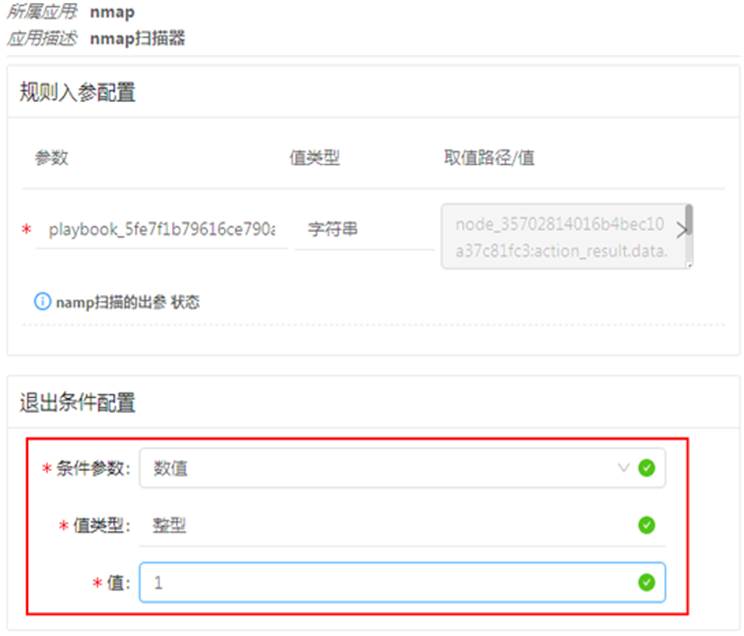 所属应用: nmap
应用描述: nmap扫描器
规则入参配置
参数 值类型 取值路径/值
* playbook_5fe7f1b79616ce790a 字符串 node_35702814016b4bec10
a37c81fc3:action_result.data.
namp扫描的出参 状态
退出条件配置
* 条件参数: 数值
* 值类型: 整型
* 值: 1